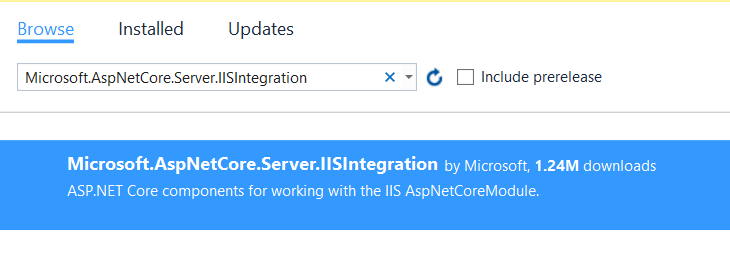 Browse Installed Updates
Microsoft.AspNetCore.Server.IISIntegration Include prerelease
Microsoft.AspNetCore.Server.IISIntegration by Microsoft, 1.24M downloads
ASP.NET Core components for working with the IIS AspNetCoreModule.